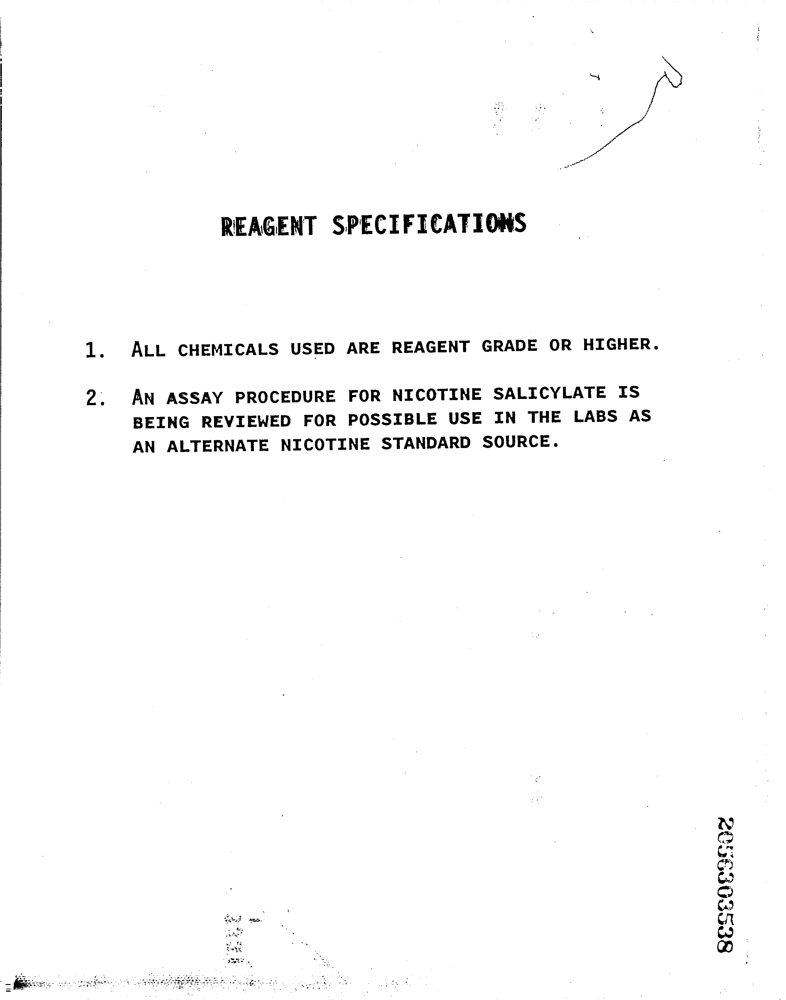 REAGENT SPECIFICATIONS
1. ALL CHEMICALS USED ARE REAGENT GRADE OR HIGHER.
2. AN ASSAY PROCEDURE FOR NICOTINE SALICYLATE IS
BEING REVIEWED FOR POSSIBLE USE IN THE LABS AS
AN ALTERNATE NICOTINE STANDARD SOURCE.
2056303538